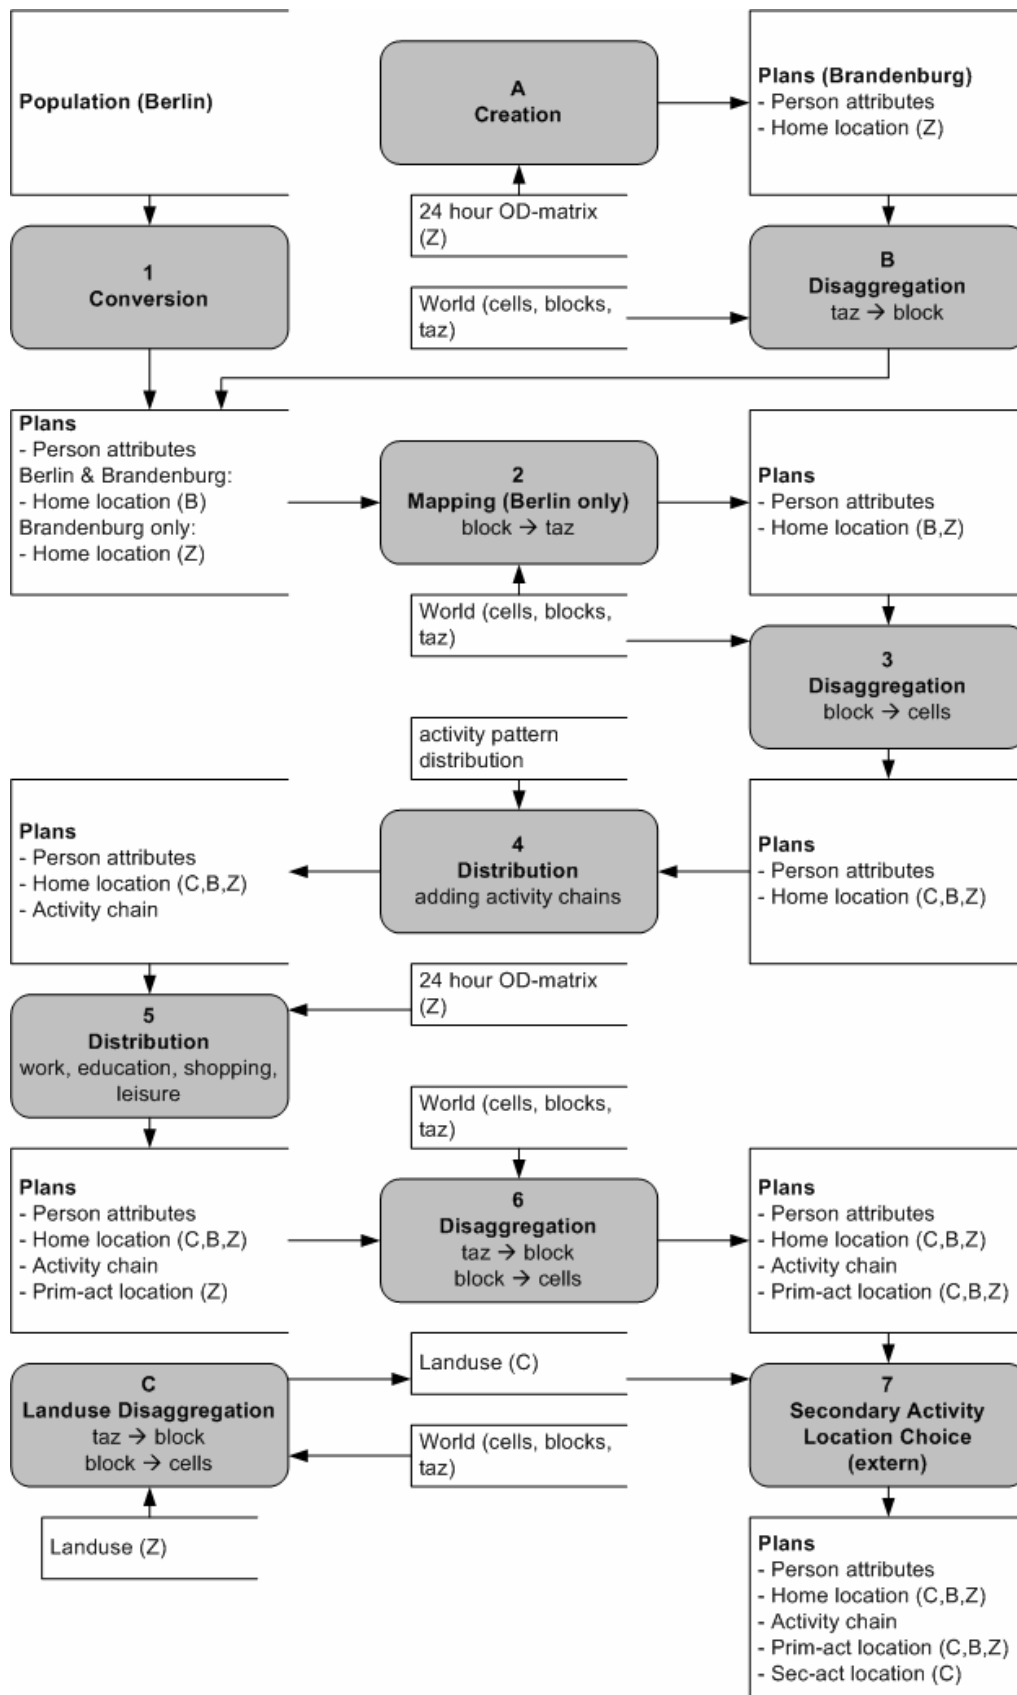 Population (Berlin)
A
Creation
Plans (Brandenburg)
- Person attributes
- Home location (Z)
24 hour OD-matrix
(Z)
1
Conversion
B
Disaggregation
taz → block
World (cells, blocks,
taz)
Plans
- Person attributes
Berlin & Brandenburg:
- Home location (B)
Brandenburg only:
- Home location (Z)
2
Mapping (Berlin only)
block → taz
Plans
- Person attributes
- Home location (B,Z)
World (cells, blocks,
taz)
3
Disaggregation
block → cells
activity pattern
distribution
Plans
- Person attributes
- Home location (C,B,Z)
- Activity chain
4
Distribution
adding activity chains
Plans
- Person attributes
- Home location (C,B,Z)
24 hour OD-matrix
(Z)
5
Distribution
work, education, shopping,
leisure
World (cells, blocks,
taz)
Plans
- Person attributes
- Home location (C,B,Z)
- Activity chain
- Prim-act location (Z)
6
Disaggregation
taz → block
block → cells
Plans
- Person attributes
- Home location (C,B,Z)
- Activity chain
- Prim-act location (C,B,Z)
Landuse (C)
C
Landuse Disaggregation
taz → block
block → cells
World (cells, blocks,
taz)
7
Secondary Activity
Location Choice
(extern)
Landuse (Z)
Plans
- Person attributes
- Home location (C,B,Z)
- Activity chain
- Prim-act location (C,B,Z)
- Sec-act location (C)